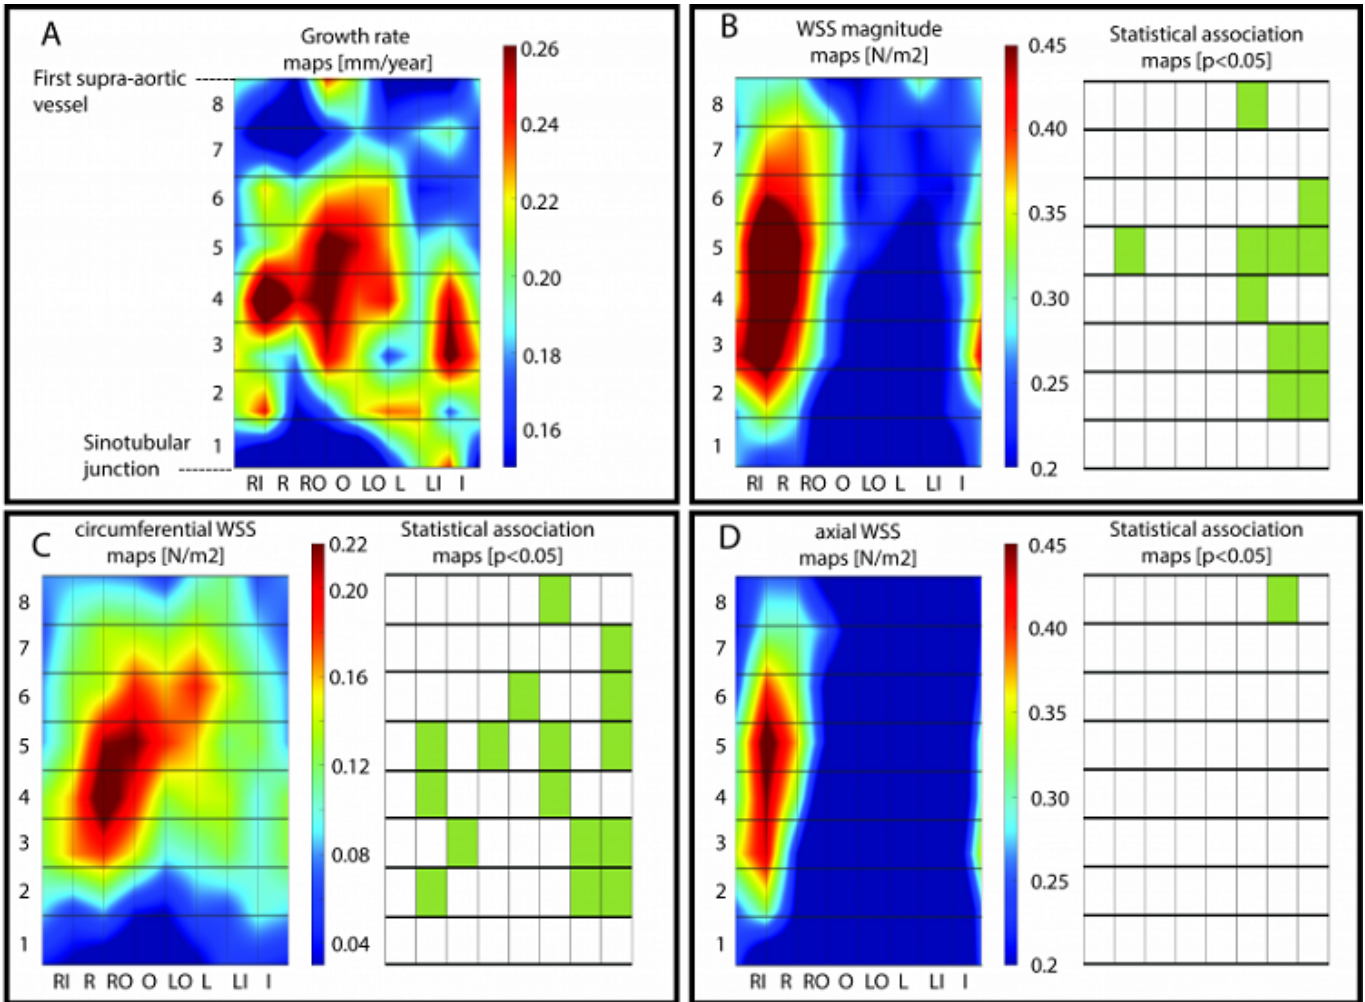 A
Growth rate
maps [mm/year]
First supra-aortic
vessel
8
7
6
5
4
3
2
1
Sinotubular
junction
RI R RO O LO L LI I
0.26
0.24
0.22
0.20
0.18
0.16
B
WSS magnitude
maps [N/m2]
8
7
6
5
4
3
2
1
RI R RO O LO L LI I
0.45
0.40
0.35
0.30
0.25
0.2
Statistical association
maps [p<0.05]
C
circumferential WSS
maps [N/m2]
8
7
6
5
4
3
2
1
RI R RO O LO L LI I
0.22
0.20
0.16
0.12
0.08
0.04
Statistical association
maps [p<0.05]
D
axial WSS
maps [N/m2]
8
7
6
5
4
3
2
1
RI R RO O LO L LI I
0.45
0.40
0.35
0.30
0.25
0.2
Statistical association
maps [p<0.05]